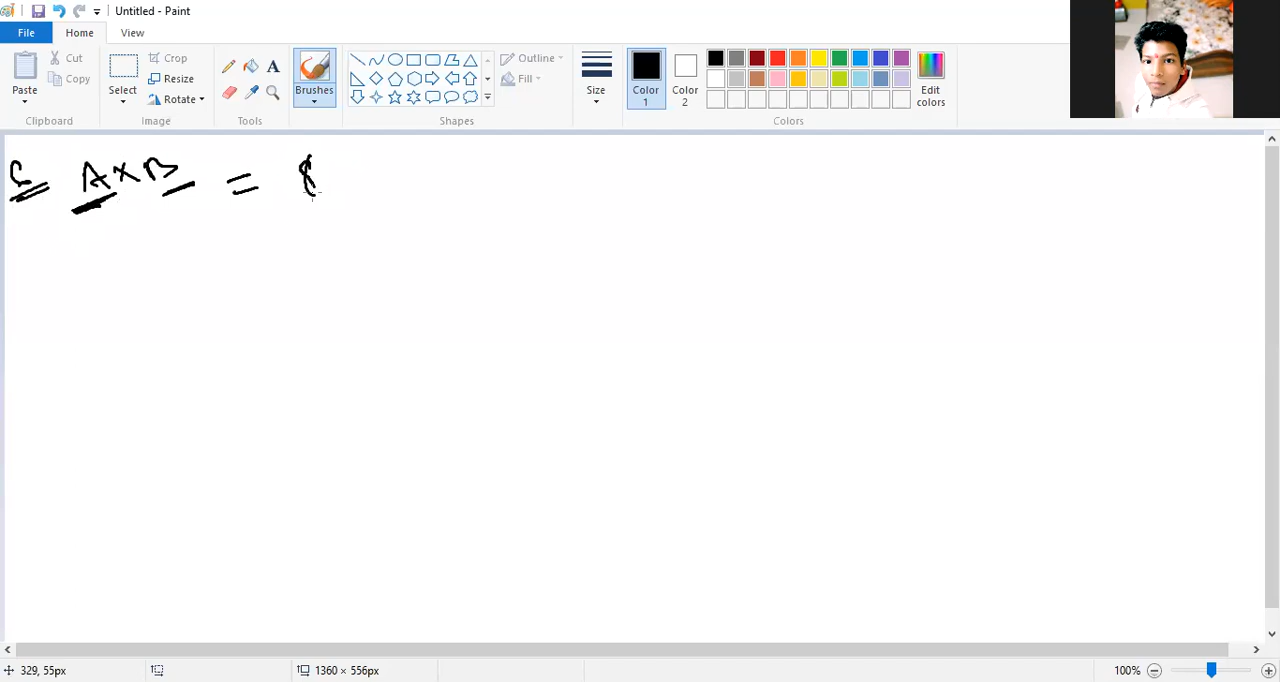 Untitled - Paint
File Home View
Paste Cut Copy Select Crop Resize Rotate A Brushes Outline Fill Size Color 1 Color 2 Edit colors
Clipboard Image Tools Shapes Colors
5 A×B = {
329, 55px 1360 × 556px 100%